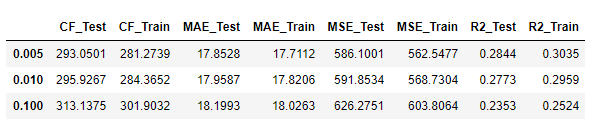 CF_Test CF_Train MAE_Test MAE_Train MSE_Test MSE_Train R2_Test R2_Train
0.005 293.0501 281.2739 17.8528 17.7112 586.1001 562.5477 0.2844 0.3035
0.010 295.9267 284.3652 17.9587 17.8206 591.8534 568.7304 0.2773 0.2959
0.100 313.1375 301.9032 18.1993 18.0263 626.2751 603.8064 0.2353 0.2524